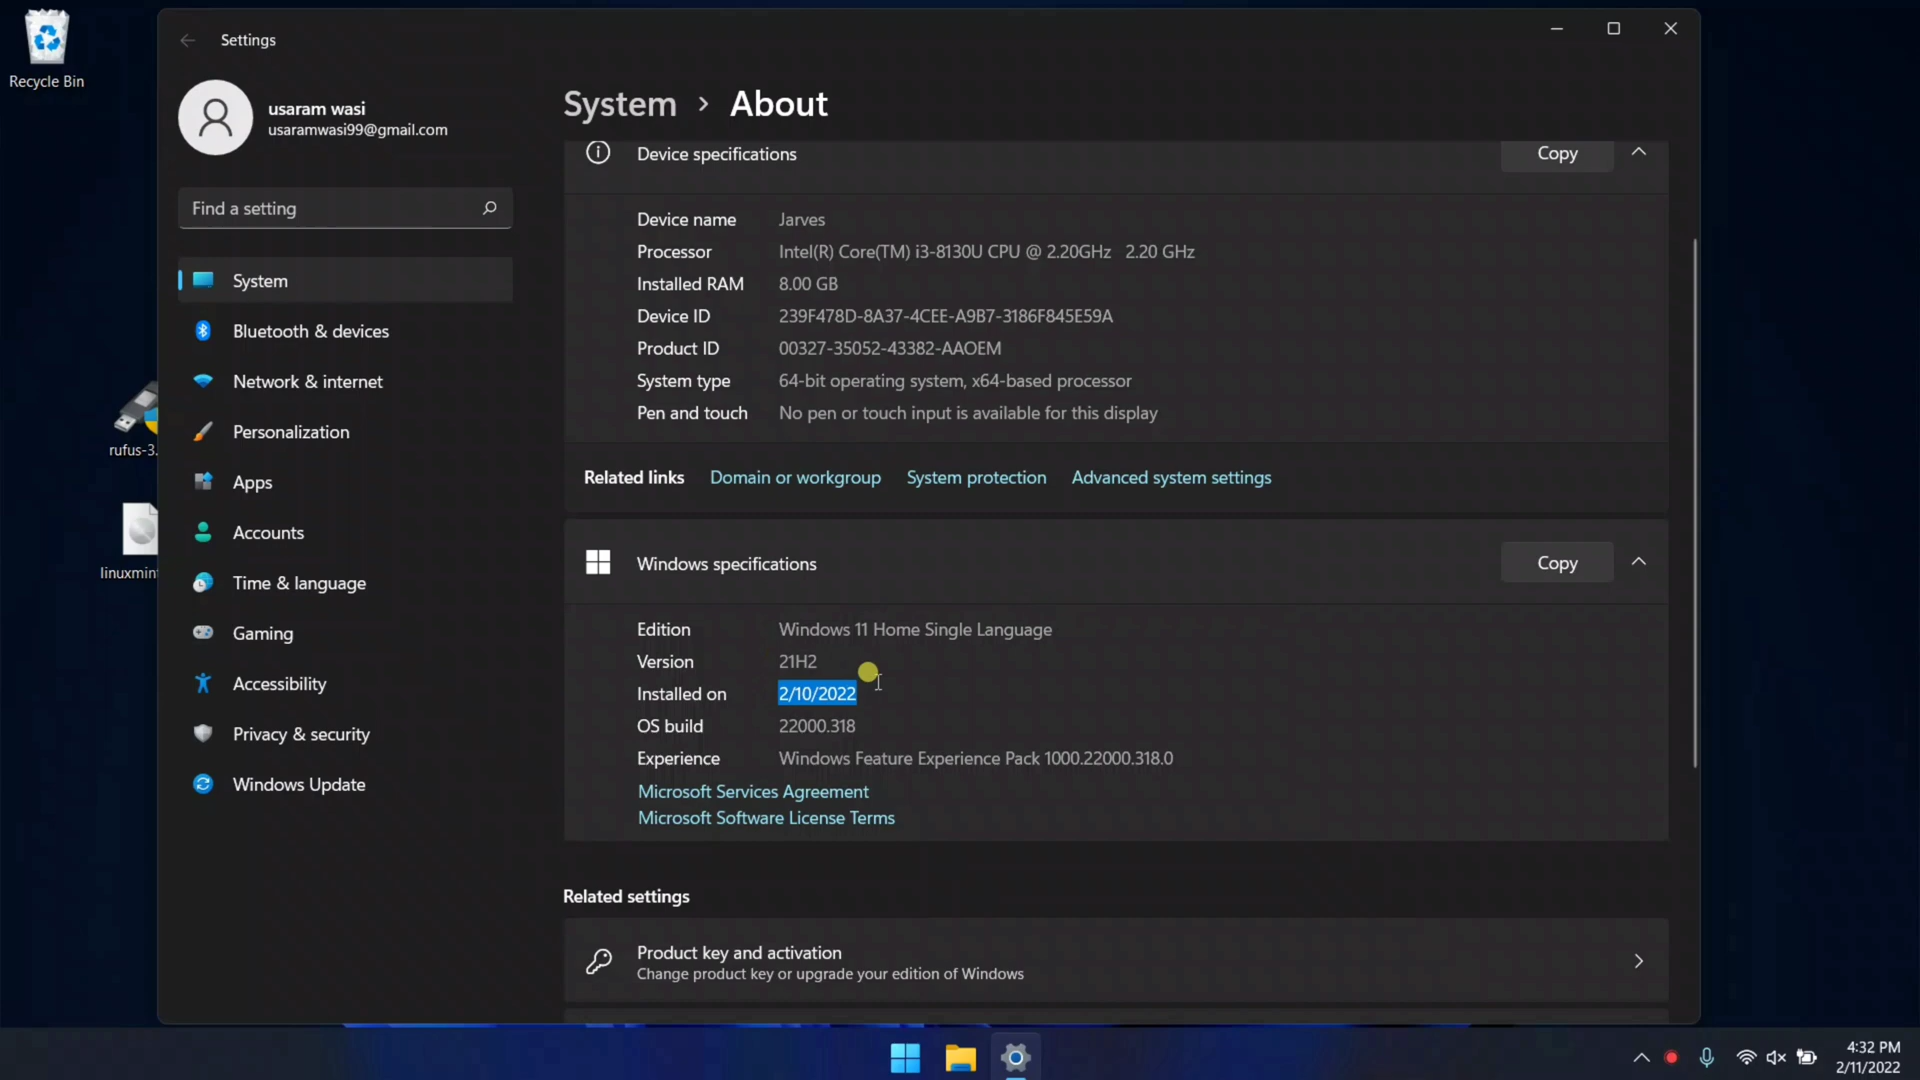 Recycle Bin
Settings
usaram wasi
usaramwasi99@gmail.com
Find a setting
System
Bluetooth & devices
Network & internet
Personalization
Apps
Accounts
Time & language
Gaming
Accessibility
Privacy & security
Windows Update
rufus-3.
linuxmin
System > About
Device specifications
Copy
Device name Jarves
Processor Intel(R) Core(TM) i3-8130U CPU @ 2.20GHz 2.20 GHz
Installed RAM 8.00 GB
Device ID 239F478D-8A37-4CEE-A9B7-3186F845E59A
Product ID 00327-35052-43382-AAOEM
System type 64-bit operating system, x64-based processor
Pen and touch No pen or touch input is available for this display
Related links Domain or workgroup System protection Advanced system settings
Windows specifications
Copy
Edition Windows 11 Home Single Language
Version 21H2
Installed on 2/10/2022
OS build 22000.318
Experience Windows Feature Experience Pack 1000.22000.318.0
Microsoft Services Agreement
Microsoft Software License Terms
Related settings
Product key and activation
Change product key or upgrade your edition of Windows
4:32 PM
2/11/2022